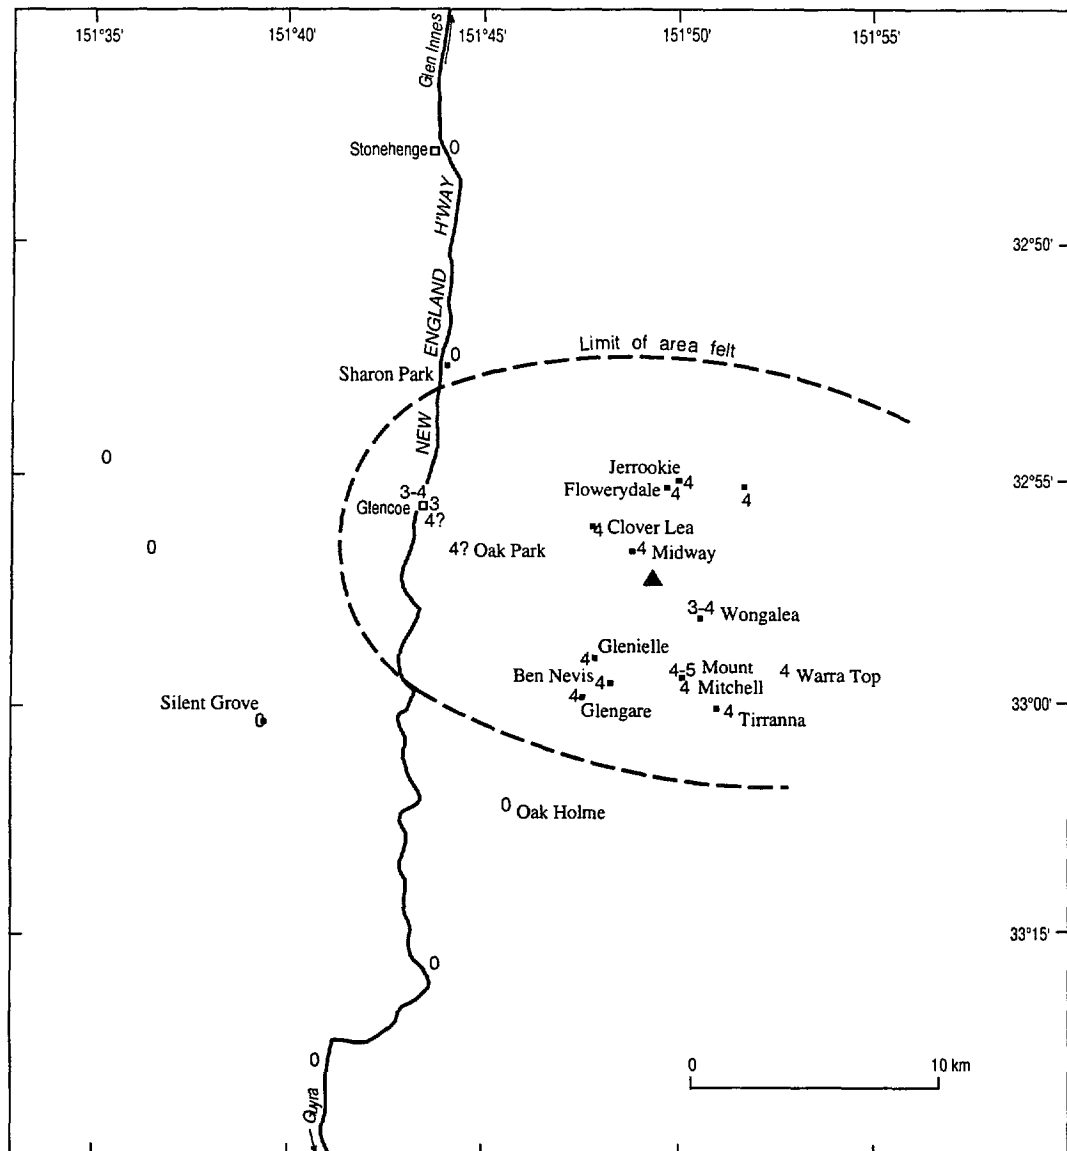 151°35' 151°40' 151°45' 151°50' 151°55'
Glen Innes
Stonehenge 0
H'WAY
32°50'
ENGLAND
Limit of area felt
0
Sharon Park
NEW
0
Jerrookie 4
32°55'
Flowerydale 4
4
3-4
Glencoe 3
4?
4 Clover Lea
0
4? Oak Park
4 Midway
3-4 Wongalea
4 Glenielle
4-5 Mount
4 Mitchell
4 Warra Top
Ben Nevis 4
4 Glengare
4 Tirranna
Silent Grove
0
33°00'
0 Oak Holme
33°15'
0
0
0 10 km
Guyra